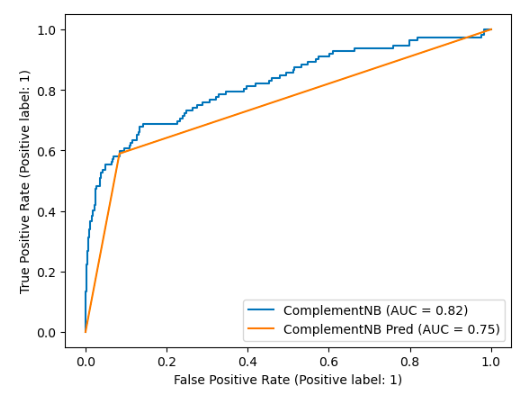 1.0
0.8
0.6
0.4
0.2
0.0
True Positive Rate (Positive label: 1)
ComplementNB (AUC = 0.82)
ComplementNB Pred (AUC = 0.75)
0.0 0.2 0.4 0.6 0.8 1.0
False Positive Rate (Positive label: 1)